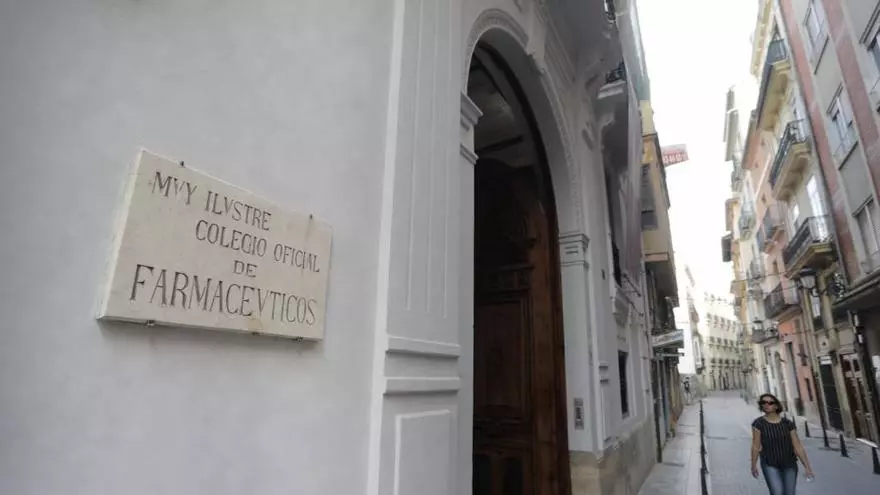 MVY ILVSTRE
COLEGIO OFICIAL
DE
FARMACEVTICOS